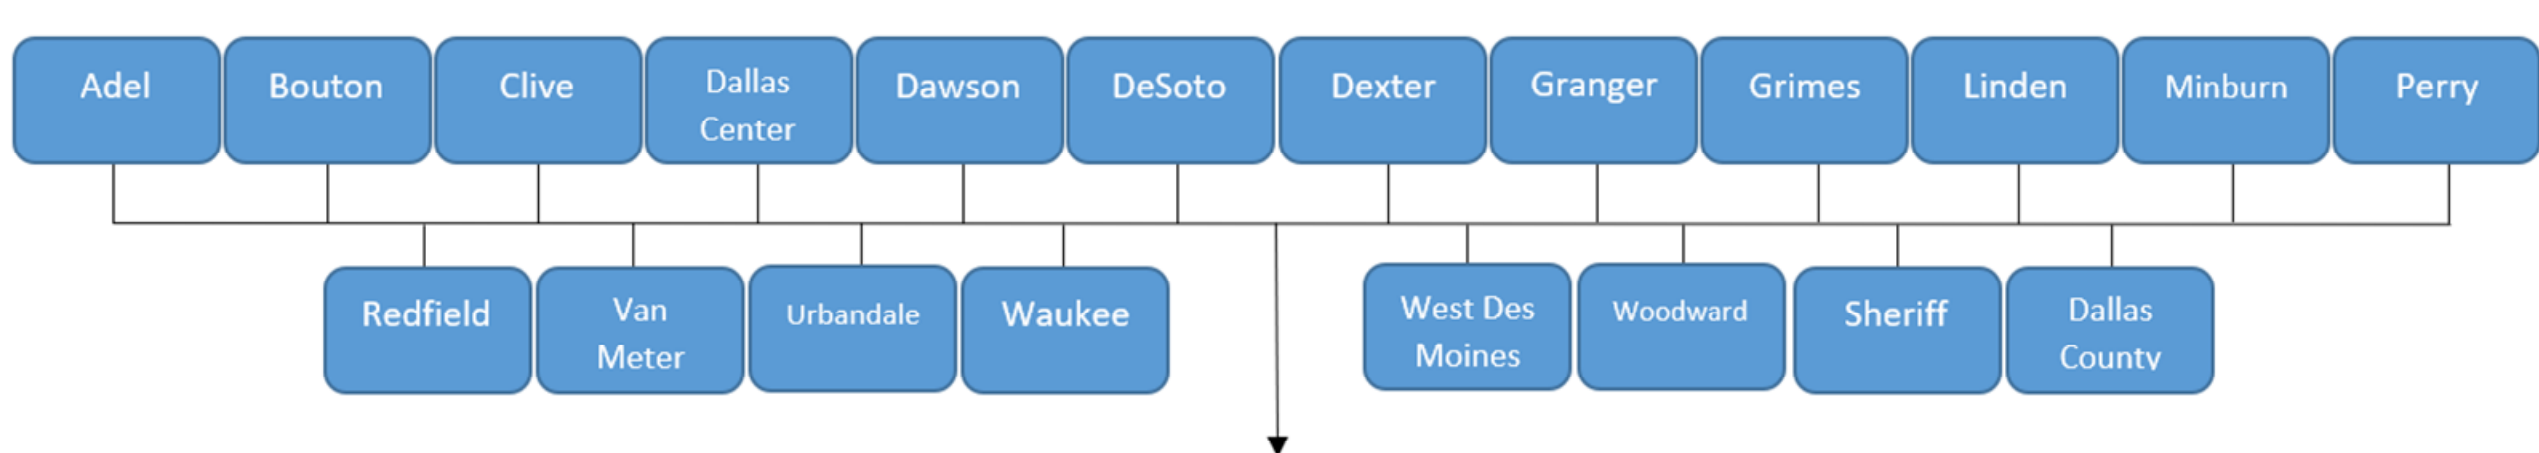 Adel
Bouton
Clive
Dallas
Center
Dawson
DeSoto
Dexter
Granger
Grimes
Linden
Minburn
Perry
Redfield
Van
Meter
Urbandale
Waukee
West Des
Moines
Woodward
Sheriff
Dallas
County